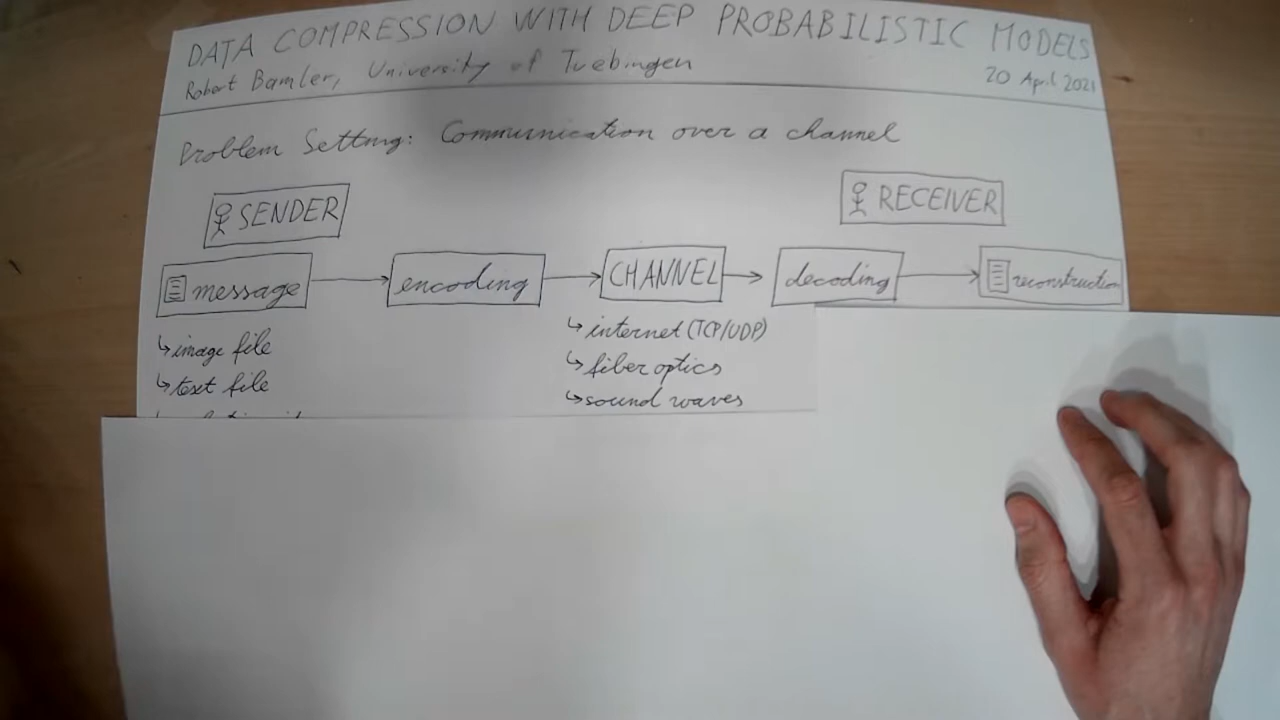 DATA COMPRESSION WITH DEEP PROBABILISTIC MODELS
Robert Bamler, University of Tuebingen
20 April 2021
Problem Setting: Communication over a channel
SENDER
RECEIVER
message
encoding
CHANNEL
decoding
reconstruction
↳ image file
↳ text file
↳ internet (TCP/UDP)
↳ fiber optics
↳ sound waves